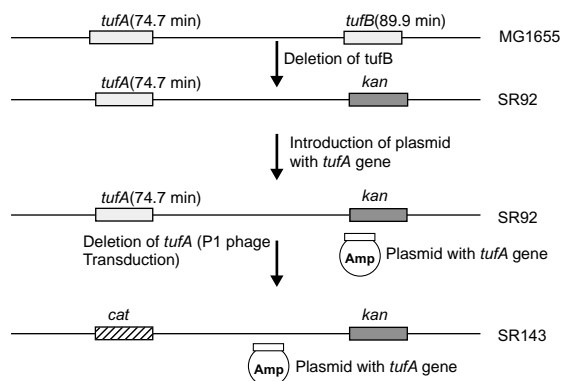 tufA(74.7 min) tufB(89.9 min)
MG1655
Deletion of tufB
tufA(74.7 min) kan
SR92
Introduction of plasmid
with tufA gene
tufA(74.7 min) kan
SR92
Deletion of tufA (P1 phage
Transduction)
Amp Plasmid with tufA gene
cat kan
SR143
Amp Plasmid with tufA gene